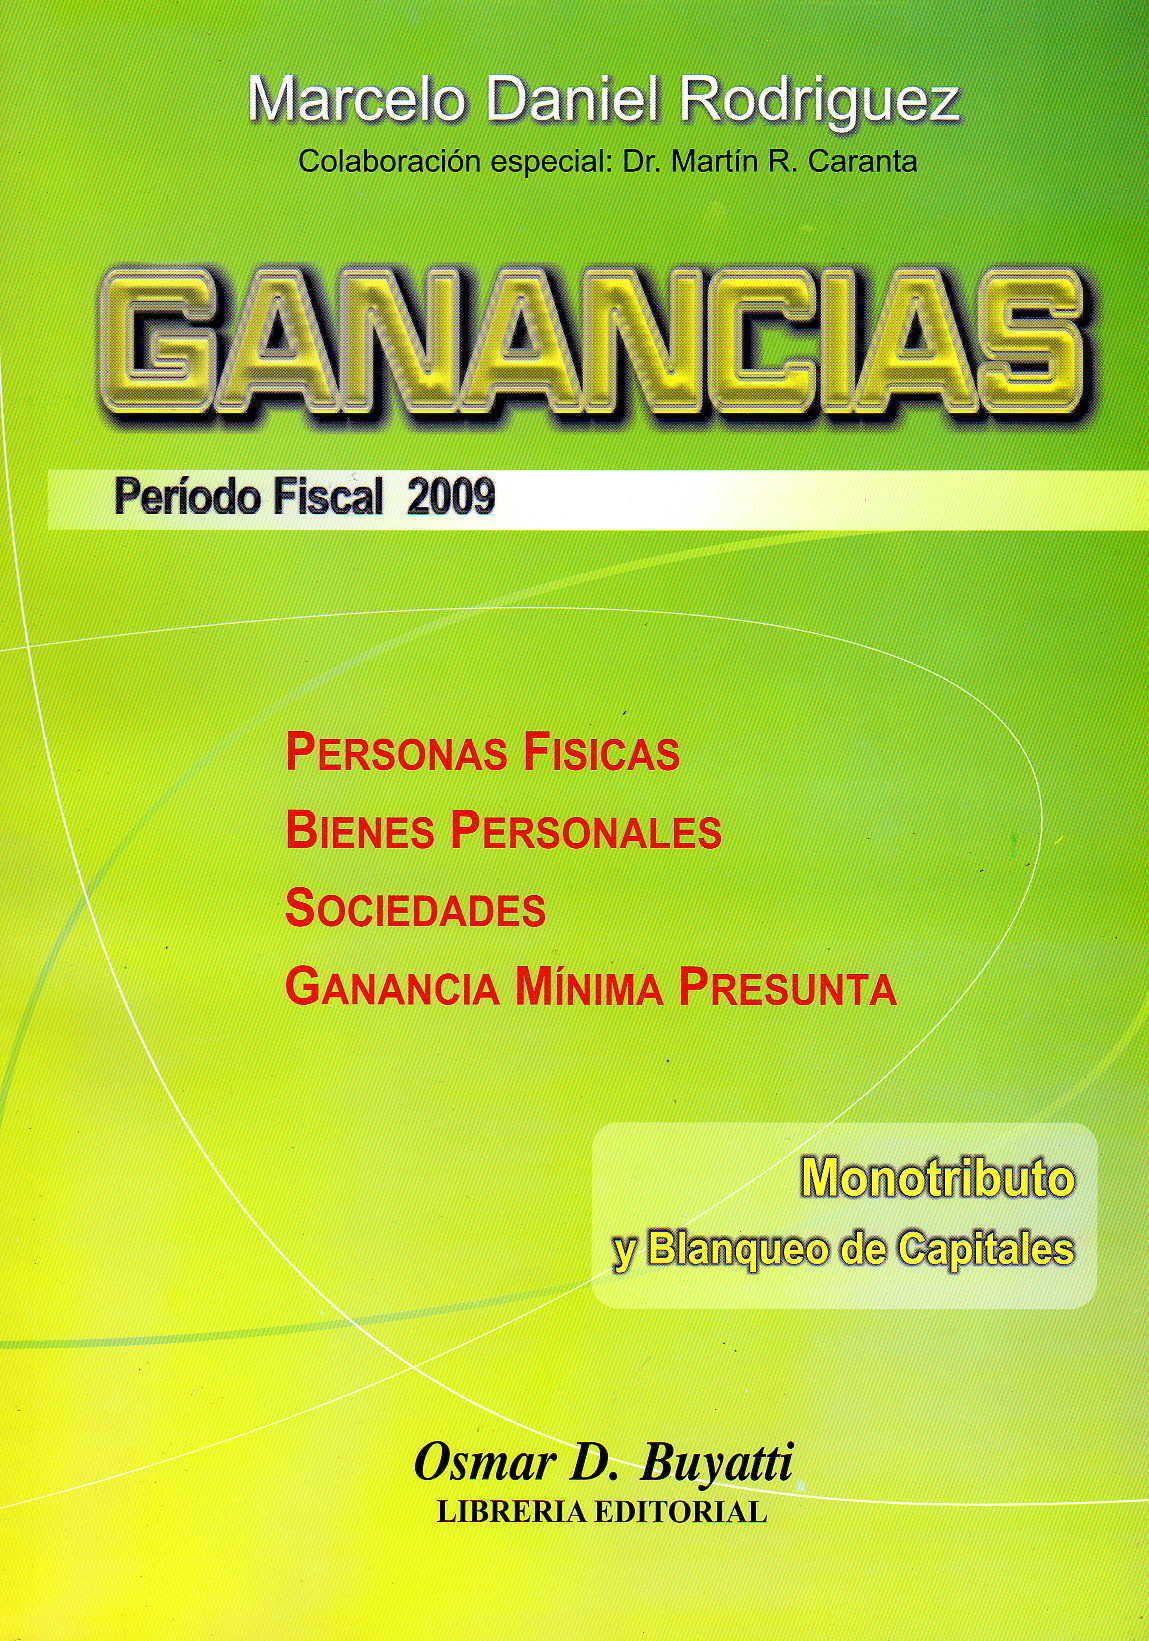 Marcelo Daniel Rodriguez
Colaboración especial: Dr. Martín R. Caranta
GANANCIAS
Período Fiscal 2009
PERSONAS FISICAS
BIENES PERSONALES
SOCIEDADES
GANANCIA MÍNIMA PRESUNTA
Monotributo
y Blanqueo de Capitales
Osmar D. Buyatti
LIBRERIA EDITORIAL